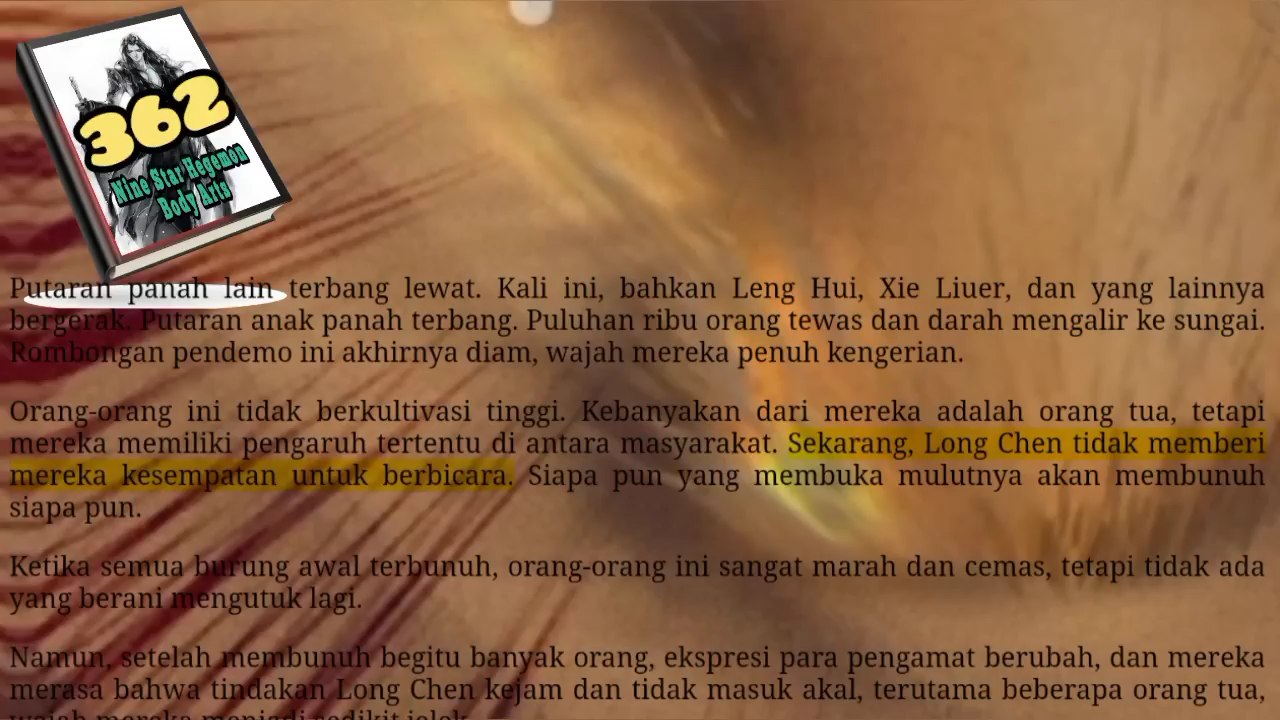 362
Nine Star Hegemon
Body Arts
Putaran panah lain terbang lewat. Kali ini, bahkan Leng Hui, Xie Liuer, dan yang lainnya
bergerak. Putaran anak panah terbang. Puluhan ribu orang tewas dan darah mengalir ke sungai.
Rombongan pendemo ini akhirnya diam, wajah mereka penuh kengerian.
Orang-orang ini tidak berkultivasi tinggi. Kebanyakan dari mereka adalah orang tua, tetapi
mereka memiliki pengaruh tertentu di antara masyarakat. Sekarang, Long Chen tidak memberi
mereka kesempatan untuk berbicara. Siapa pun yang membuka mulutnya akan membunuh
siapa pun.
Ketika semua burung awal terbunuh, orang-orang ini sangat marah dan cemas, tetapi tidak ada
yang berani mengutuk lagi.
Namun, setelah membunuh begitu banyak orang, ekspresi para pengamat berubah, dan mereka
merasa bahwa tindakan Long Chen kejam dan tidak masuk akal, terutama beberapa orang tua,
wajah mereka menjadi sedikit jelek.